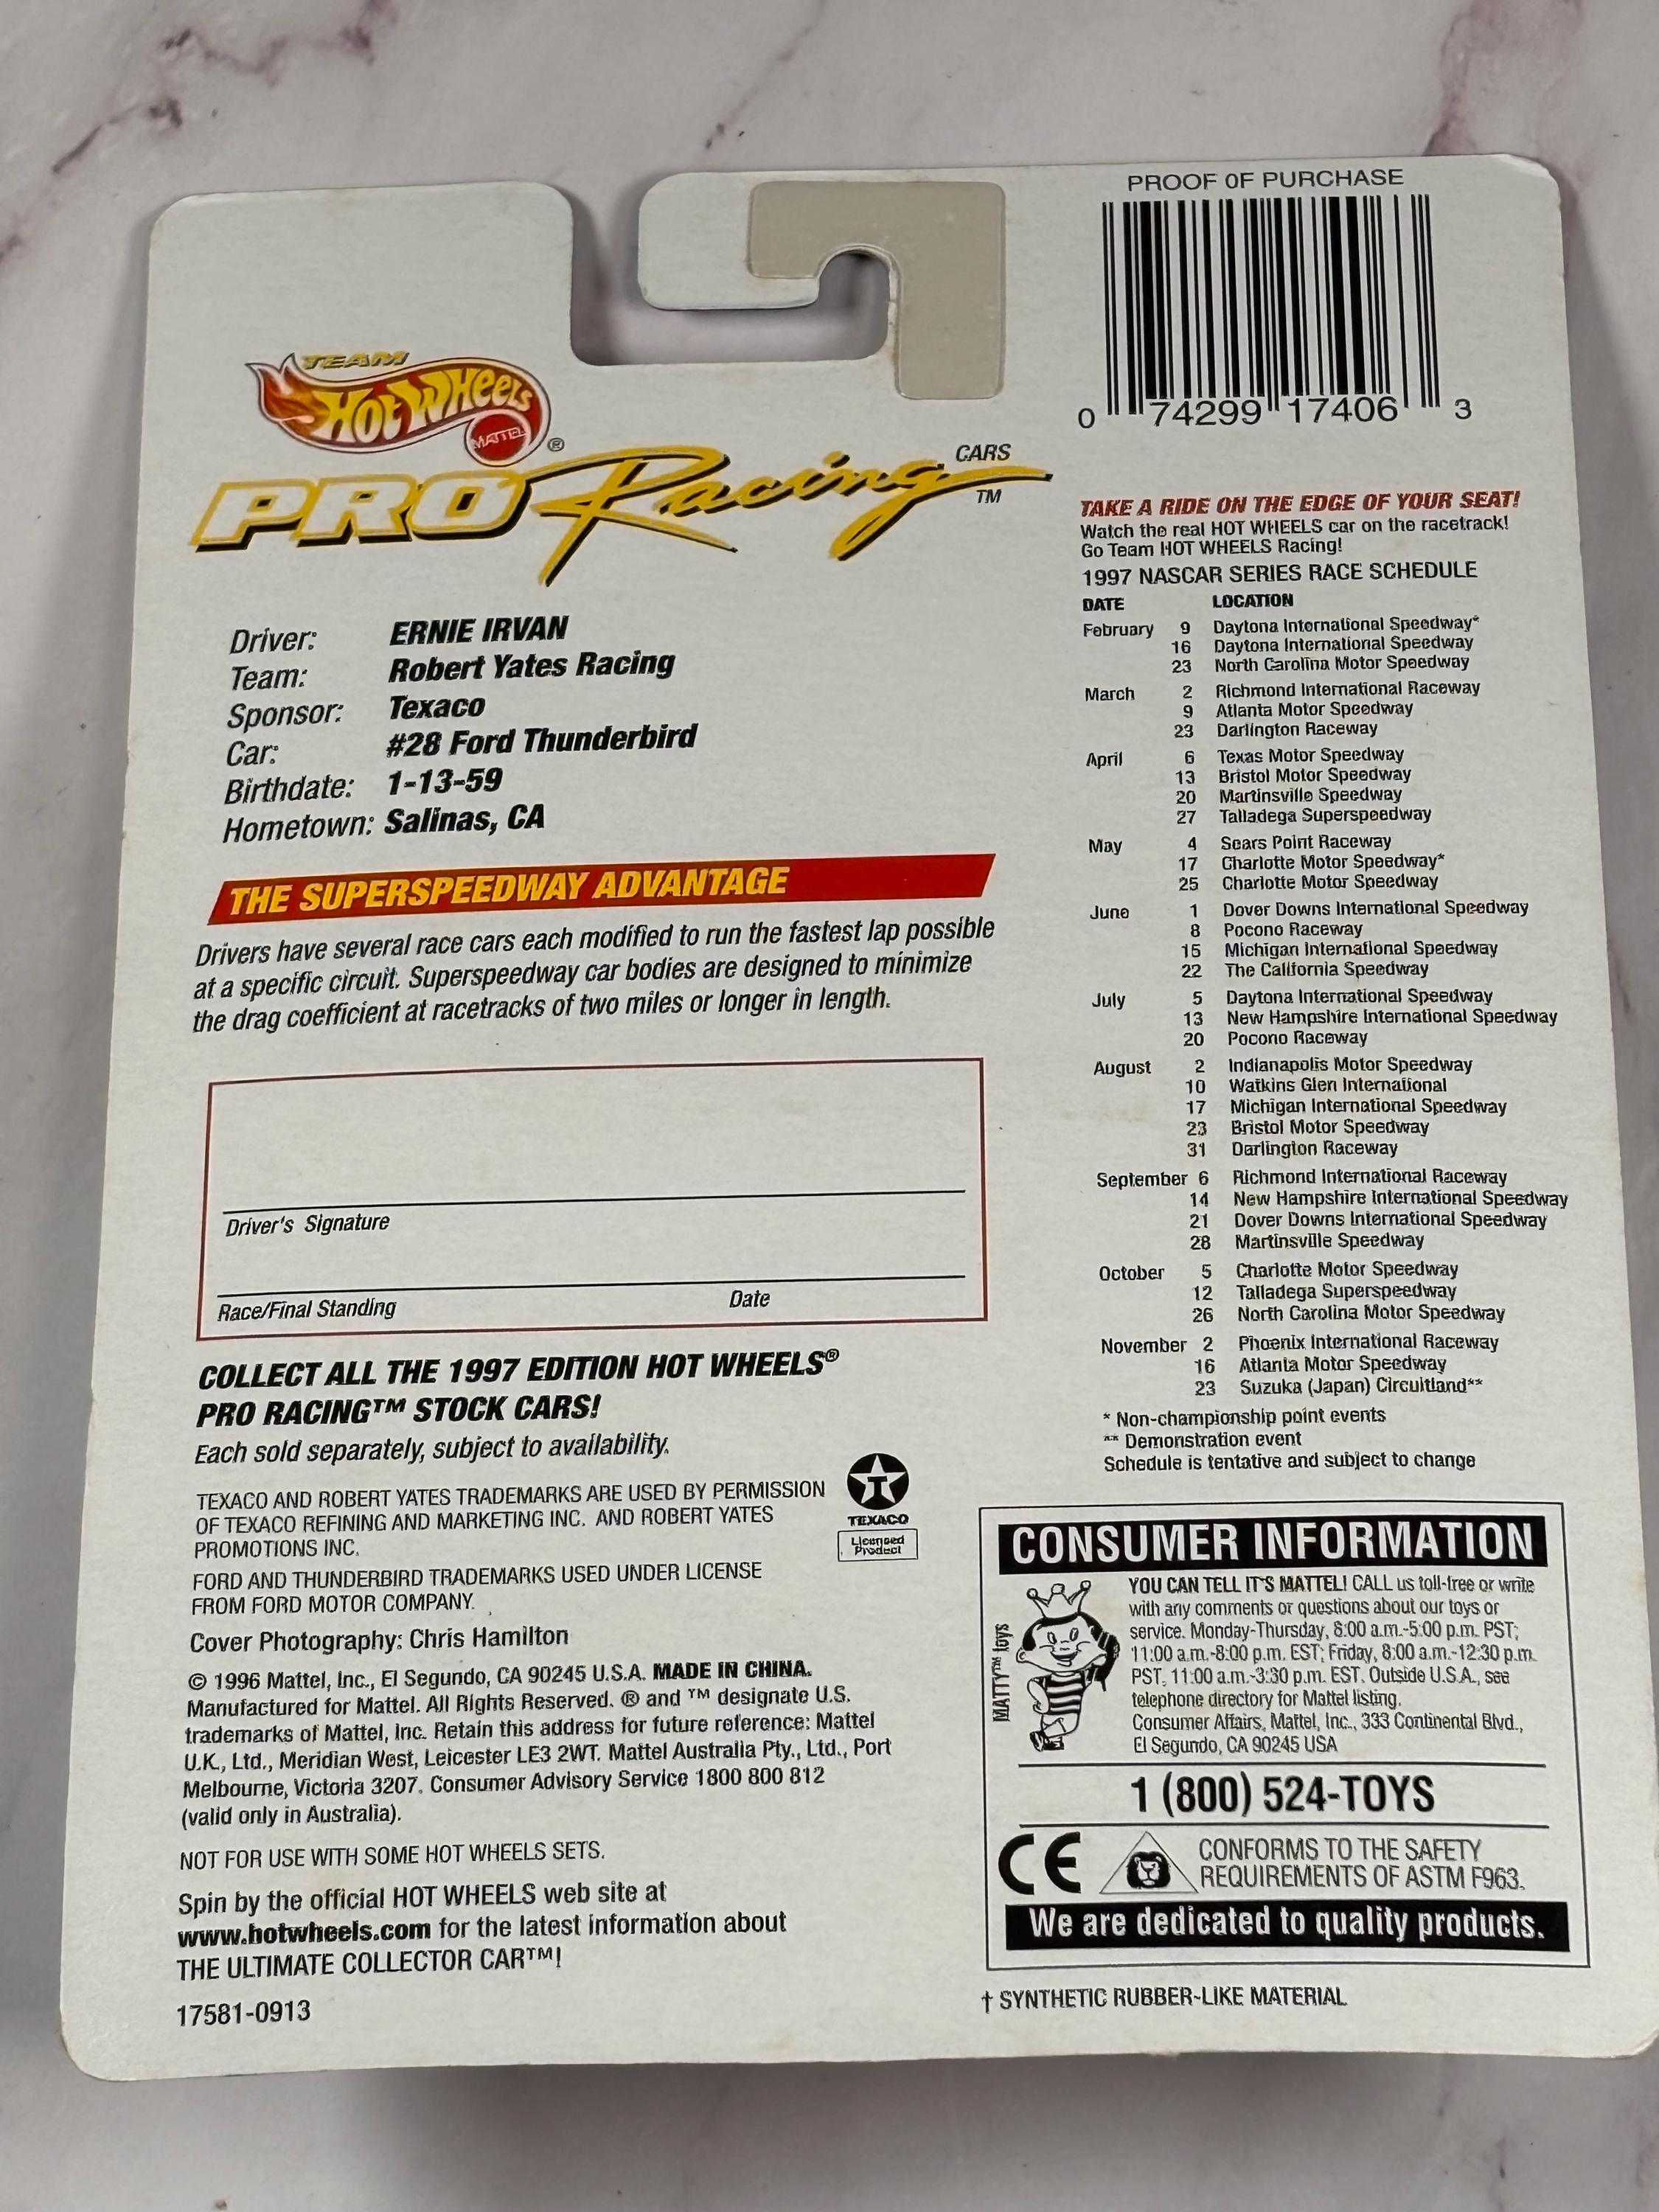 PROOF OF PURCHASE
0 74299 17406 3
TEAM
Hot Wheels
MATTEL
®
PRO Racing
CARS
TM
Driver: ERNIE IRVAN
Team: Robert Yates Racing
Sponsor: Texaco
Car: #28 Ford Thunderbird
Birthdate: 1-13-59
Hometown: Salinas, CA
THE SUPERSPEEDWAY ADVANTAGE
Drivers have several race cars each modified to run the fastest lap possible
at a specific circuit. Superspeedway car bodies are designed to minimize
the drag coefficient at racetracks of two miles or longer in length.
Driver's Signature
Race/Final Standing Date
COLLECT ALL THE 1997 EDITION HOT WHEELS®
PRO RACING™ STOCK CARS!
Each sold separately, subject to availability.
TEXACO AND ROBERT YATES TRADEMARKS ARE USED BY PERMISSION
OF TEXACO REFINING AND MARKETING INC. AND ROBERT YATES
PROMOTIONS INC.
T
TEXACO
Licensed
Product
FORD AND THUNDERBIRD TRADEMARKS USED UNDER LICENSE
FROM FORD MOTOR COMPANY.
Cover Photography: Chris Hamilton
© 1996 Mattel, Inc., El Segundo, CA 90245 U.S.A. MADE IN CHINA.
Manufactured for Mattel. All Rights Reserved. ® and ™ designate U.S.
trademarks of Mattel, Inc. Retain this address for future reference: Mattel
U.K., Ltd., Meridian West, Leicester LE3 2WT. Mattel Australia Pty., Ltd., Port
Melbourne, Victoria 3207. Consumer Advisory Service 1800 800 812
(valid only in Australia).
NOT FOR USE WITH SOME HOT WHEELS SETS.
Spin by the official HOT WHEELS web site at
www.hotwheels.com for the latest information about
THE ULTIMATE COLLECTOR CAR™!
17581-0913
TAKE A RIDE ON THE EDGE OF YOUR SEAT!
Watch the real HOT WHEELS car on the racetrack!
Go Team HOT WHEELS Racing!
1997 NASCAR SERIES RACE SCHEDULE
DATE LOCATION
February 9 Daytona International Speedway*
16 Daytona International Speedway
23 North Carolina Motor Speedway
March 2 Richmond International Raceway
9 Atlanta Motor Speedway
23 Darlington Raceway
April 6 Texas Motor Speedway
13 Bristol Motor Speedway
20 Martinsville Speedway
27 Talladega Superspeedway
May 4 Sears Point Raceway
17 Charlotte Motor Speedway*
25 Charlotte Motor Speedway
June 1 Dover Downs International Speedway
8 Pocono Raceway
15 Michigan International Speedway
22 The California Speedway
July 5 Daytona International Speedway
13 New Hampshire International Speedway
20 Pocono Raceway
August 2 Indianapolis Motor Speedway
10 Watkins Glen International
17 Michigan International Speedway
23 Bristol Motor Speedway
31 Darlington Raceway
September 6 Richmond International Raceway
14 New Hampshire International Speedway
21 Dover Downs International Speedway
28 Martinsville Speedway
October 5 Charlotte Motor Speedway
12 Talladega Superspeedway
26 North Carolina Motor Speedway
November 2 Phoenix International Raceway
16 Atlanta Motor Speedway
23 Suzuka (Japan) Circuitland**
* Non-championship point events
** Demonstration event
Schedule is tentative and subject to change
CONSUMER INFORMATION
MATTY™ toys
YOU CAN TELL IT'S MATTEL! CALL us toll-free or write
with any comments or questions about our toys or
service. Monday-Thursday, 8:00 a.m.-5:00 p.m. PST;
11:00 a.m.-8:00 p.m. EST; Friday, 8:00 a.m.-12:30 p.m.
PST, 11:00 a.m.-3:30 p.m. EST. Outside U.S.A., see
telephone directory for Mattel listing.
Consumer Affairs, Mattel, Inc., 333 Continental Blvd.,
El Segundo, CA 90245 USA
1 (800) 524-TOYS
CE
CONFORMS TO THE SAFETY
REQUIREMENTS OF ASTM F963.
We are dedicated to quality products.
† SYNTHETIC RUBBER-LIKE MATERIAL